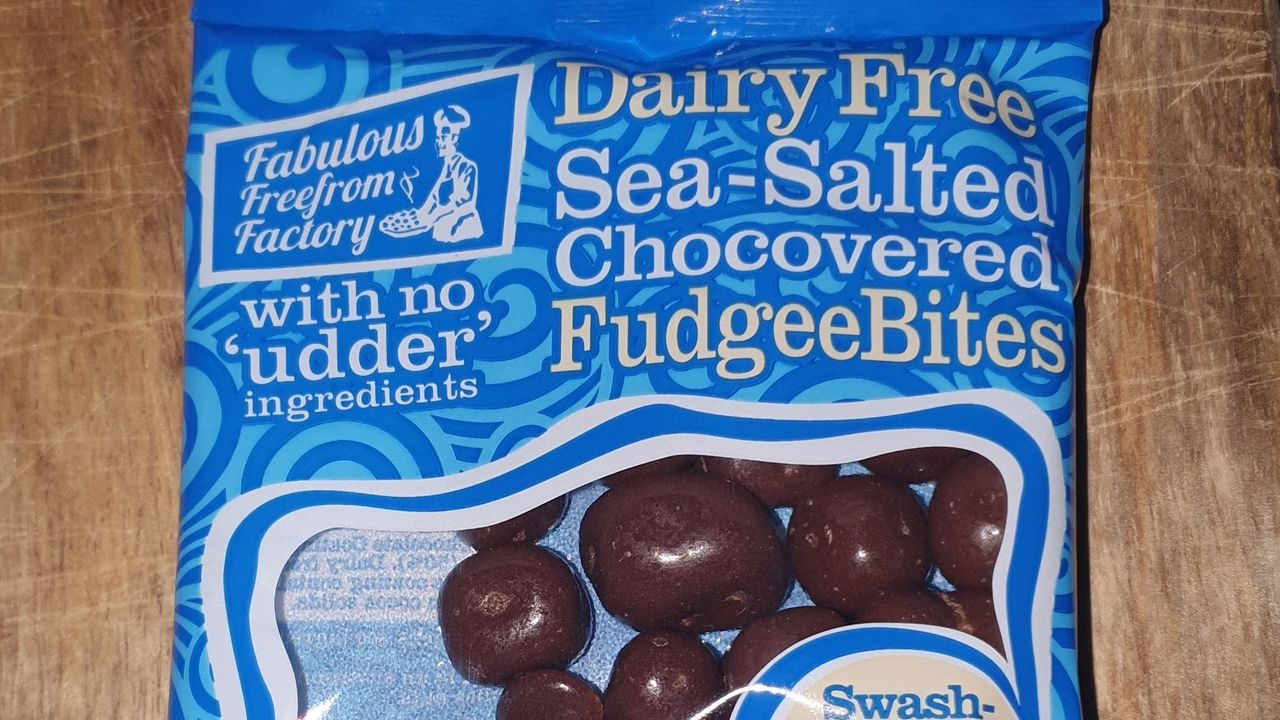 Fabulous
Freefrom
Factory
with no
'udder'
ingredients
Dairy Free
Sea-Salted
Chocovered
FudgeeBites
Swash-